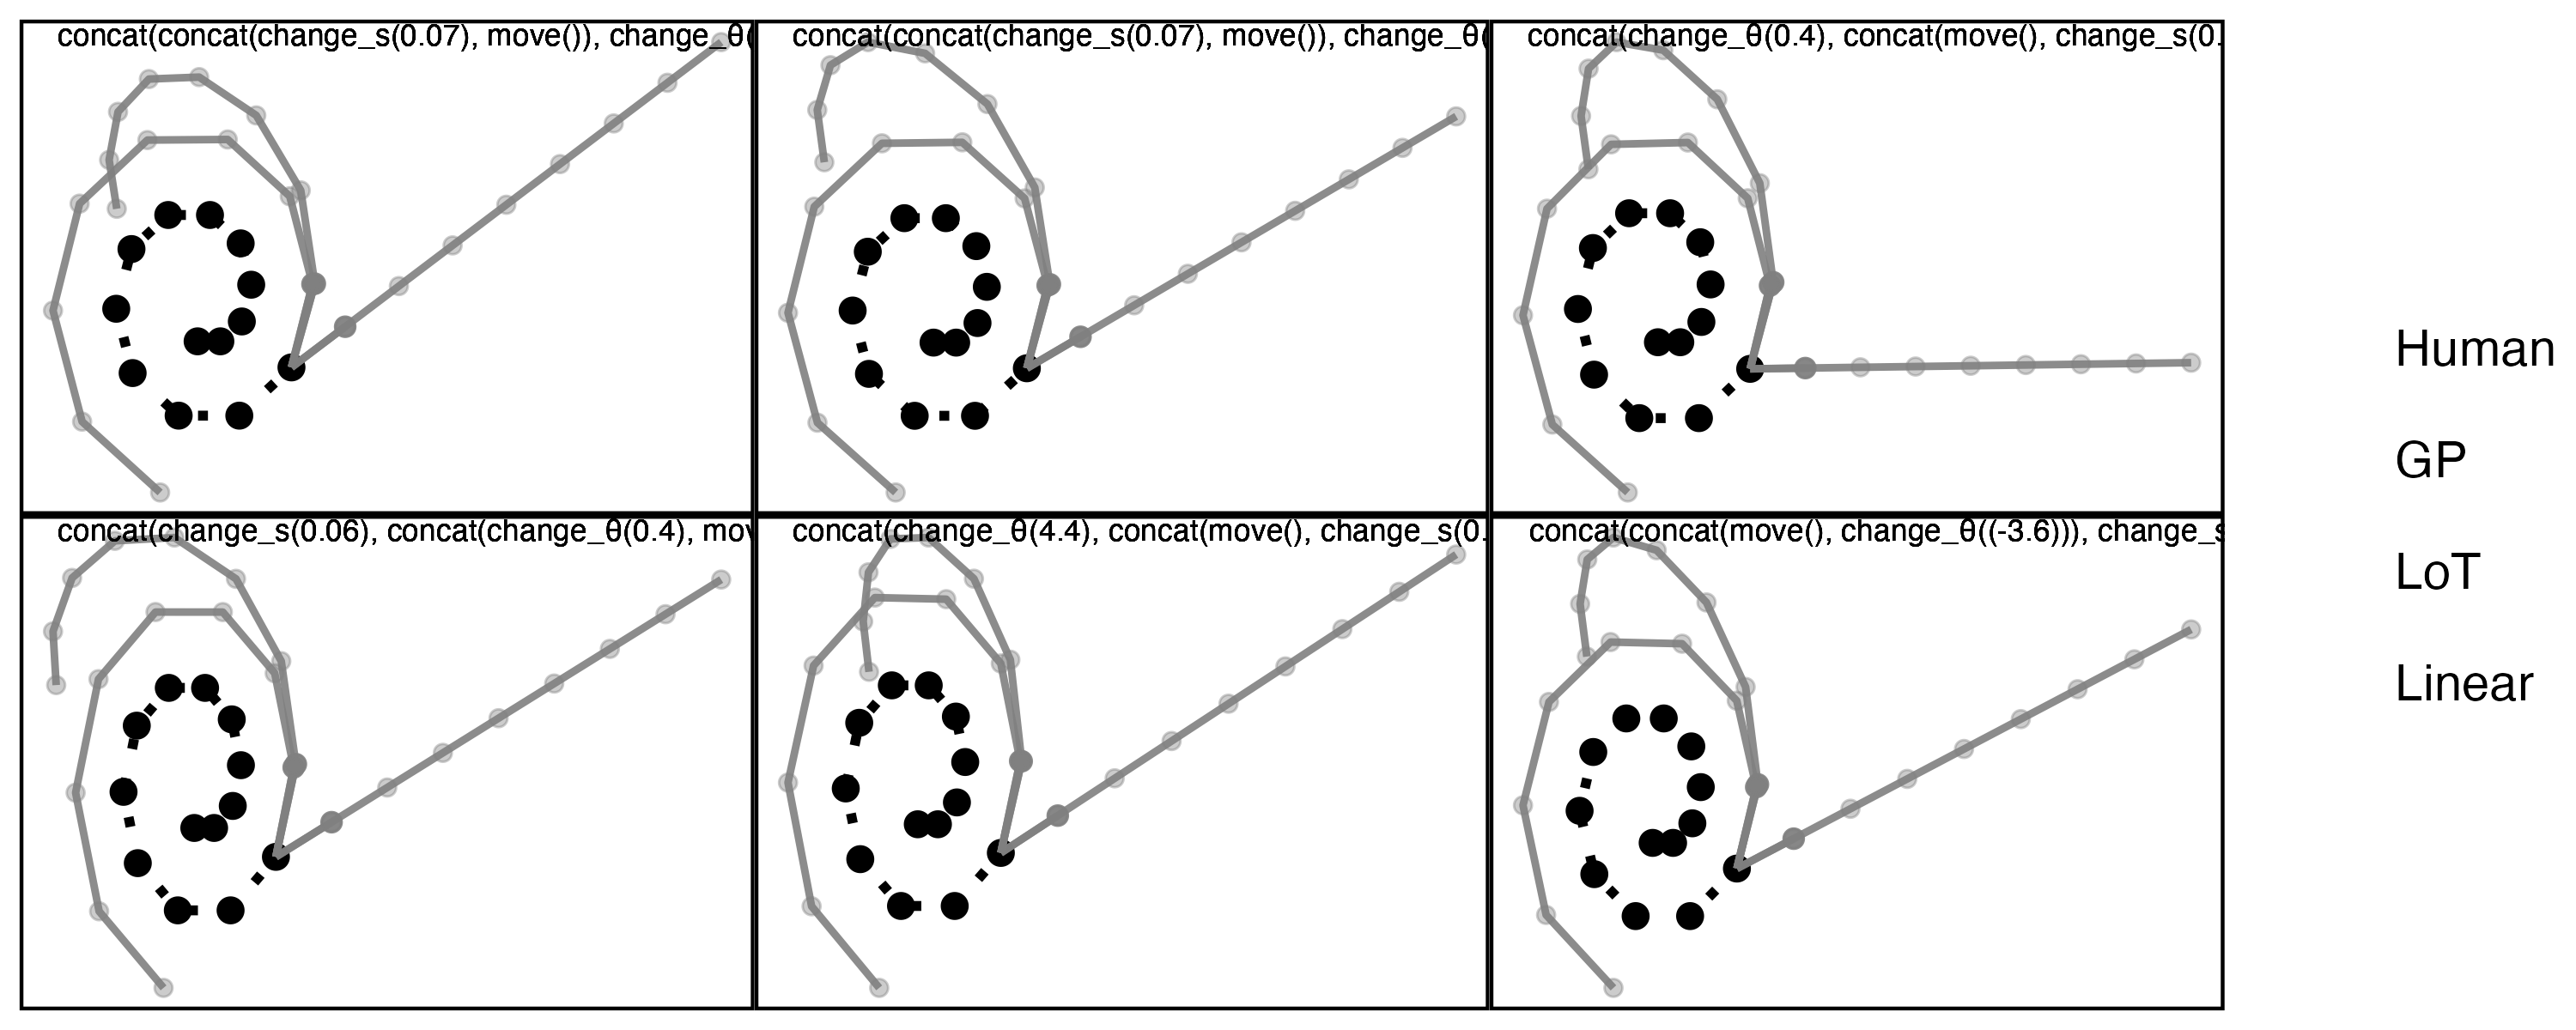 concat(concat(change_s(0.07), move()), change_θ(
concat(concat(change_s(0.07), move()), change_θ(
concat(change_θ(0.4), concat(move(), change_s(0.
concat(change_s(0.06), concat(change_θ(0.4), mov
concat(change_θ(4.4), concat(move(), change_s(0.
concat(concat(move(), change_θ((-3.6))), change_s
Human
GP
LoT
Linear